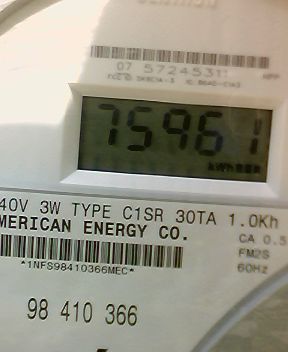 07 57245311
75961
kWh
40V 3W TYPE C1SR 30TA 1.0Kh
MERICAN ENERGY CO.
CA 0.5
FM2S
60Hz
*1NFS98410366MEC*
98 410 366